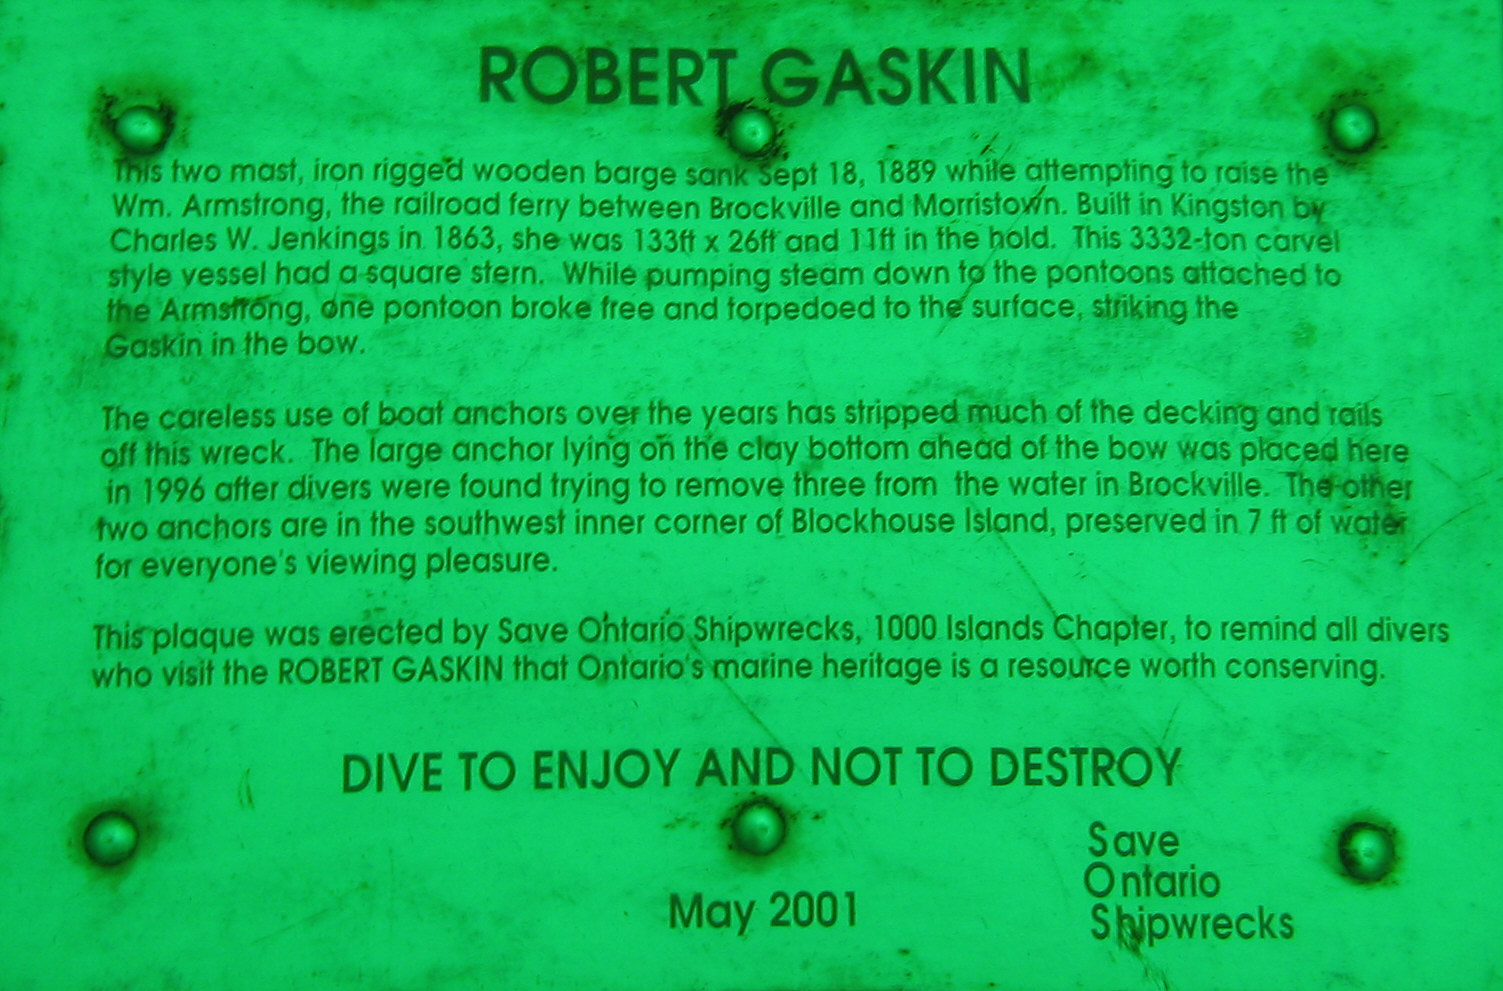 ROBERT GASKIN
This two mast, iron rigged wooden barge sank Sept 18, 1889 while attempting to raise the
Wm. Armstrong, the railroad ferry between Brockville and Morristown. Built in Kingston by
Charles W. Jenkings in 1863, she was 133ft x 26ft and 11ft in the hold. This 3332-ton carvel
style vessel had a square stern. While pumping steam down to the pontoons attached to
the Armstrong, one pontoon broke free and torpedoed to the surface, striking the
Gaskin in the bow.
The careless use of boat anchors over the years has stripped much of the decking and rails
off this wreck. The large anchor lying on the clay bottom ahead of the bow was placed here
in 1996 after divers were found trying to remove three from the water in Brockville. The other
two anchors are in the southwest inner corner of Blockhouse Island, preserved in 7 ft of water
for everyone's viewing pleasure.
This plaque was erected by Save Ontario Shipwrecks, 1000 Islands Chapter, to remind all divers
who visit the ROBERT GASKIN that Ontario's marine heritage is a resource worth conserving.
DIVE TO ENJOY AND NOT TO DESTROY
Save
Ontario
Shipwrecks
May 2001